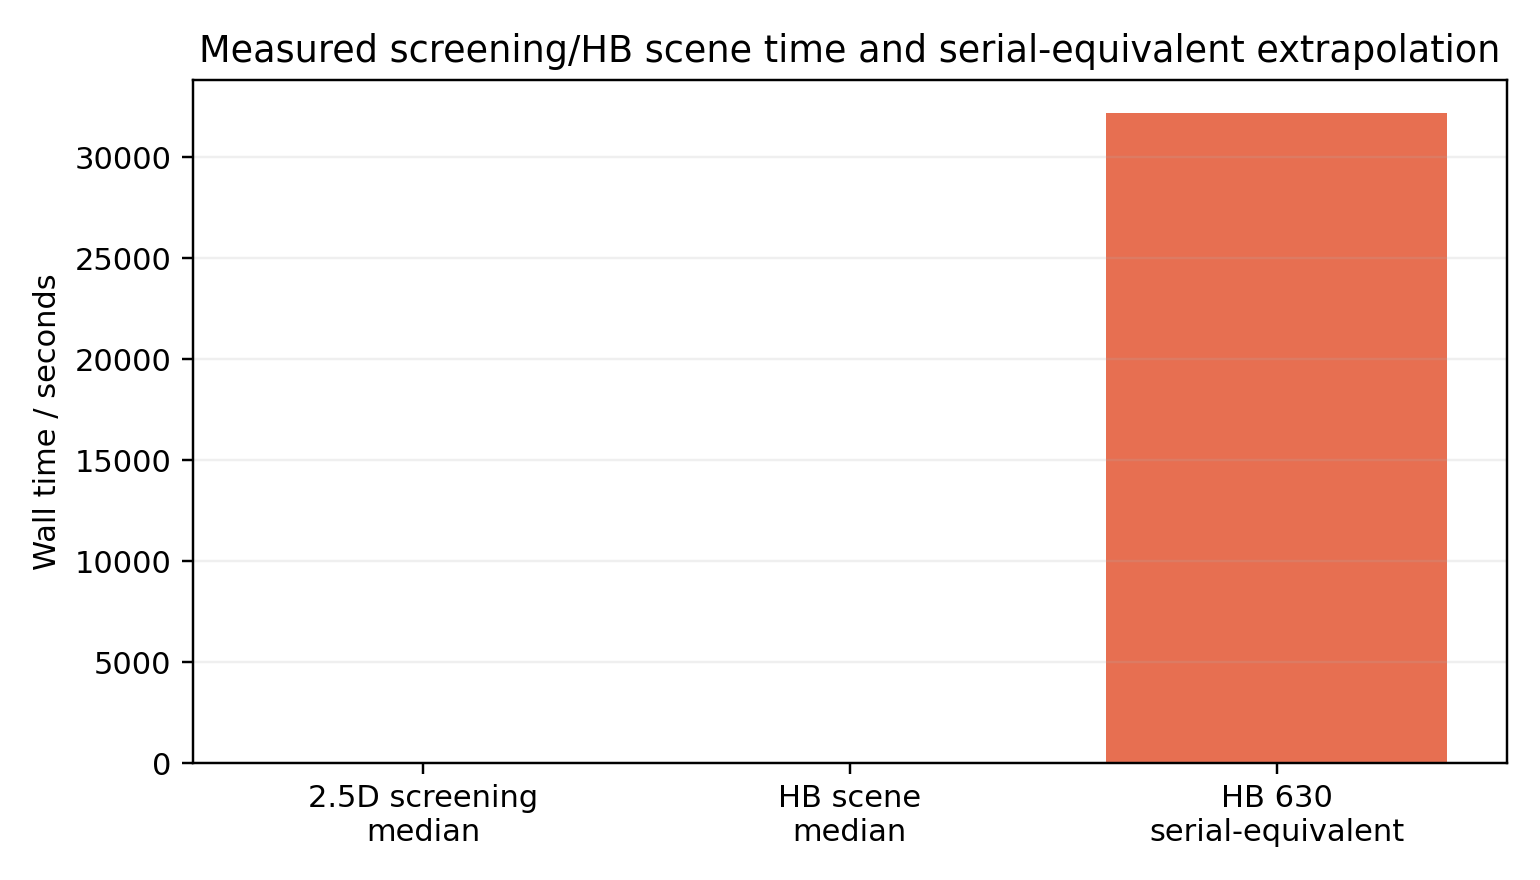 Measured screening/HB scene time and serial-equivalent extrapolation
Wall time / seconds
30000
25000
20000
15000
10000
5000
0
2.5D screening
median
HB scene
median
HB 630
serial-equivalent